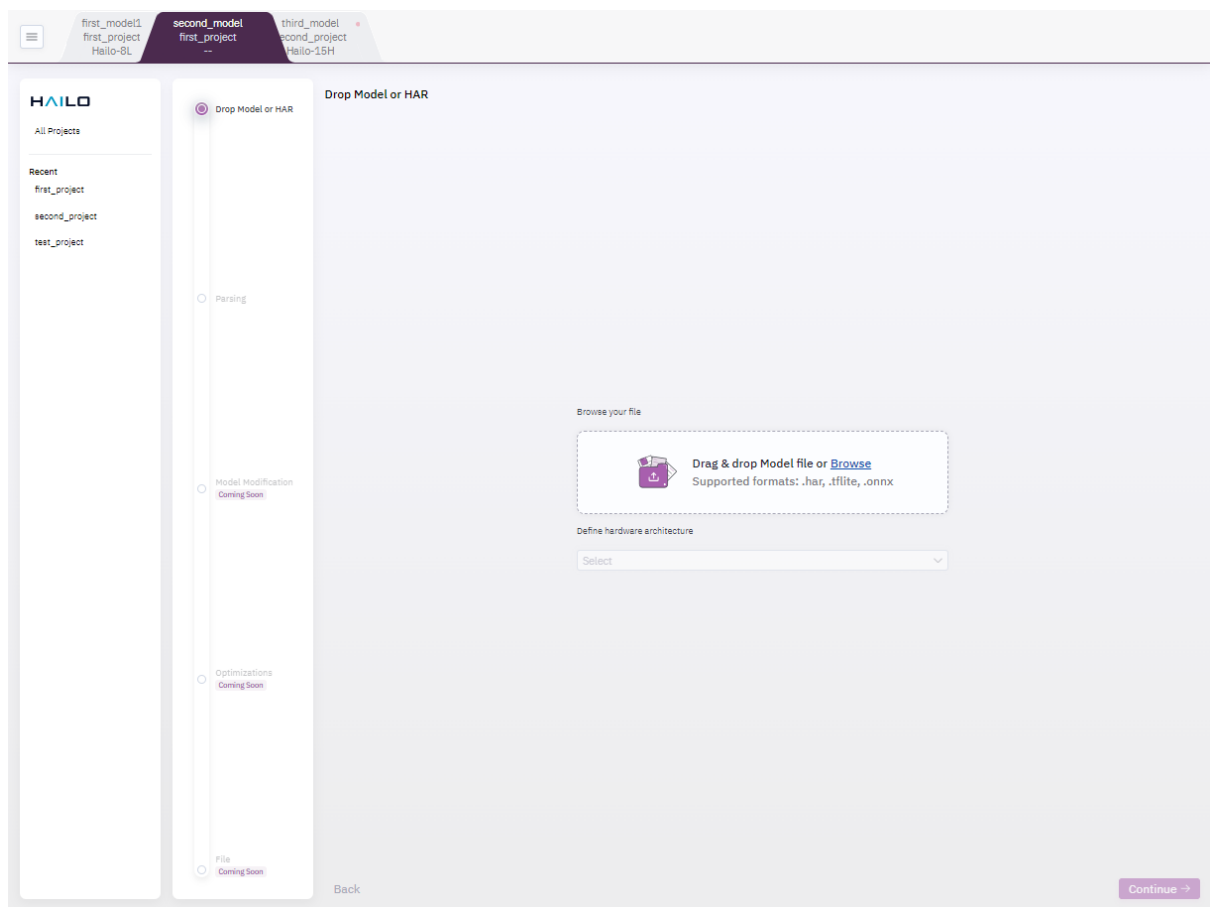 first_model1
first_project
Hailo-8L
second_model
first_project
--
third_model
econd_project
Hailo-15H
HAILO
All Projects
Recent
first_project
second_project
test_project
Drop Model or HAR
Parsing
Model Modification
Coming Soon
Optimizations
Coming Soon
File
Coming Soon
Drop Model or HAR
Browse your file
Drag & drop Model file or Browse
Supported formats: .har, .tflite, .onnx
Define hardware architecture
Select
Back
Continue →